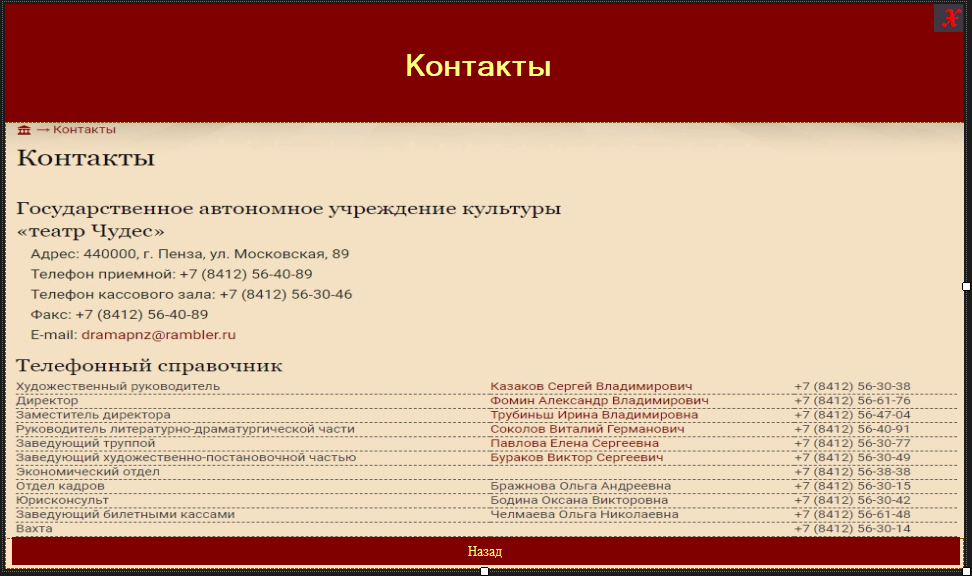 X
Контакты
→ Контакты
Контакты
Государственное автономное учреждение культуры
«театр Чудес»
Адрес: 440000, г. Пенза, ул. Московская, 89
Телефон приемной: +7 (8412) 56-40-89
Телефон кассового зала: +7 (8412) 56-30-46
Факс: +7 (8412) 56-40-89
E-mail: dramapnz@rambler.ru
Телефонный справочник
Художественный руководитель Казаков Сергей Владимирович +7 (8412) 56-30-38
Директор Фомин Александр Владимирович +7 (8412) 56-61-76
Заместитель директора Трубиньш Ирина Владимировна +7 (8412) 56-47-04
Руководитель литературно-драматургической части Соколов Виталий Германович +7 (8412) 56-40-91
Заведующий труппой Павлова Елена Сергеевна +7 (8412) 56-30-77
Заведующий художественно-постановочной частью Бураков Виктор Сергеевич +7 (8412) 56-30-49
Экономический отдел +7 (8412) 56-38-38
Отдел кадров Бражнова Ольга Андреевна +7 (8412) 56-30-15
Юрисконсульт Бодина Оксана Викторовна +7 (8412) 56-30-42
Заведующий билетными кассами Челмаева Ольга Николаевна +7 (8412) 56-61-48
Вахта +7 (8412) 56-30-14
Назад